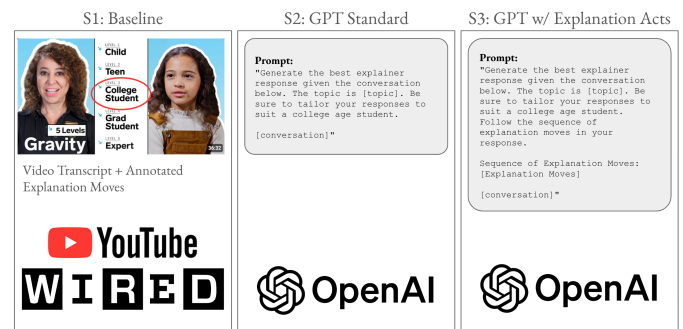 S1: Baseline
LEVEL 1
Child
LEVEL 2
Teen
LEVEL 3
College
Student
LEVEL 4
Grad
Student
LEVEL 5
Expert
5 Levels
Gravity
36:32
Video Transcript + Annotated
Explanation Moves
YouTube
WIRED
S2: GPT Standard
Prompt:
"Generate the best explainer
response given the conversation
below. The topic is [topic]. Be
sure to tailor your responses to
suit a college age student.
[conversation]"
OpenAI
S3: GPT w/ Explanation Acts
Prompt:
"Generate the best explainer
response given the conversation
below. The topic is [topic]. Be
sure to tailor your responses to
suit a college age student.
Follow the sequence of
explanation moves in your
response.
Sequence of Explanation Moves:
[Explanation Moves]
[conversation]"
OpenAI